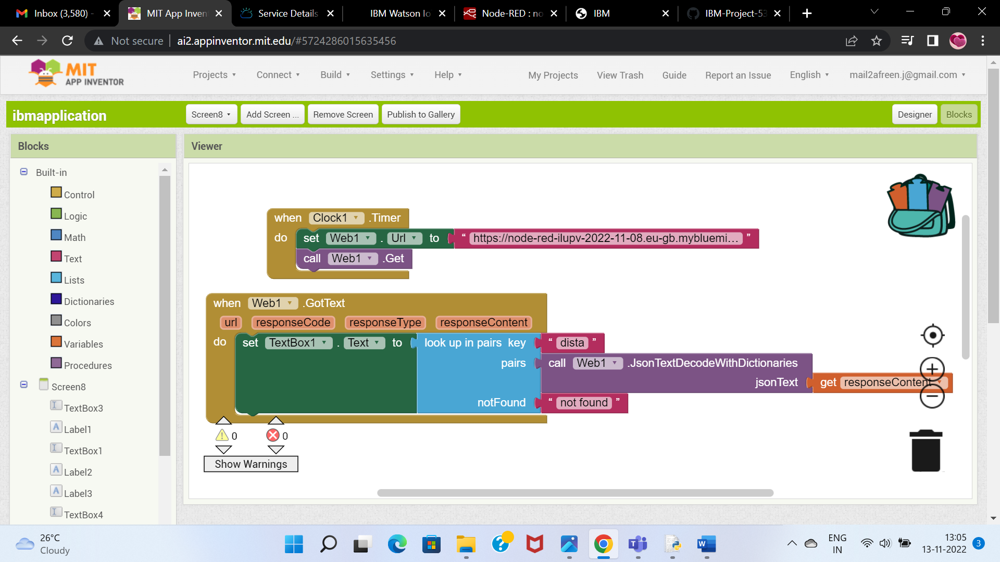 Inbox (3,580) -
MIT App Inven
Service Details
IBM Watson Io
Node-RED : no
IBM
IBM-Project-53
Not secure
ai2.appinventor.mit.edu/#5724286015635456
MIT
APP INVENTOR
Projects
Connect
Build
Settings
Help
My Projects
View Trash
Guide
Report an Issue
English
mail2afreen.j@gmail.com
ibmapplication
Screen8
Add Screen ...
Remove Screen
Publish to Gallery
Designer
Blocks
Blocks
Viewer
Built-in
Control
Logic
Math
Text
Lists
Dictionaries
Colors
Variables
Procedures
Screen8
TextBox3
Label1
TextBox1
Label2
Label3
TextBox4
when Clock1 .Timer
do set Web1 . Url to “ https://node-red-ilupv-2022-11-08.eu-gb.mybluemi... ”
call Web1 .Get
when Web1 .GotText
url responseCode responseType responseContent
do set TextBox1 . Text to look up in pairs key “ dista ”
pairs call Web1 .JsonTextDecodeWithDictionaries
jsonText get responseContent
notFound “ not found ”
0 0
Show Warnings
26°C
Cloudy
ENG
IN
13:05
13-11-2022
3